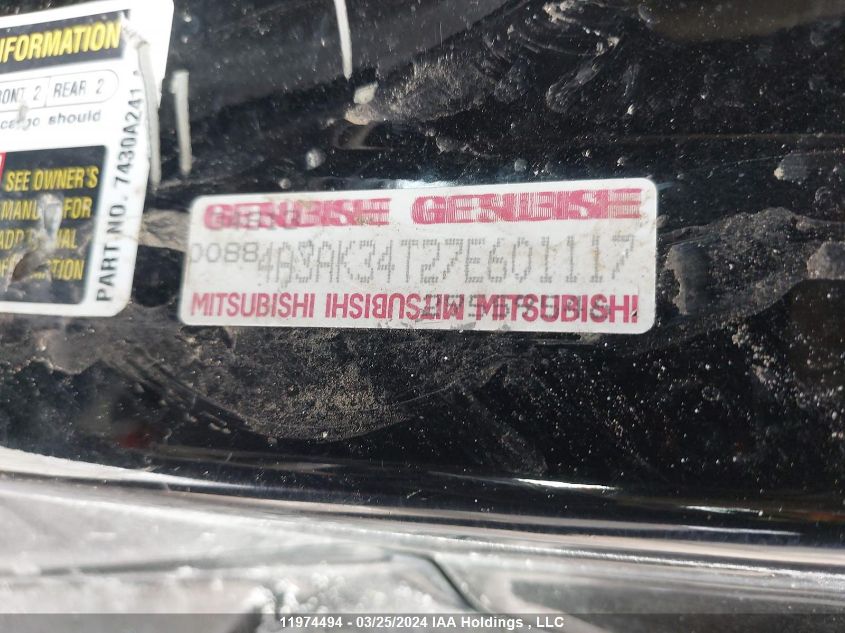 INFORMATION
FRONT 2 REAR 2
cargo should
SEE OWNER'S
MANUAL FOR
ADDITIONAL
INFORMATION
PART NO. 7430A241
GENUINE GENUINE
0088 4A3AK34T27E601117
MITSUBISHI MITSUBISHI MITSUBISHI
11974494 — 03/25/2024 IAA Holdings , LLC